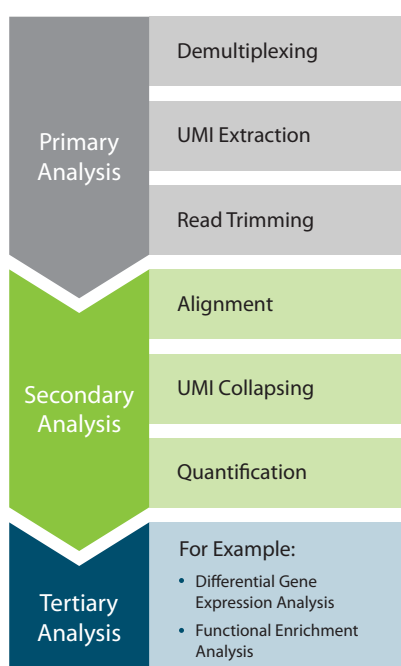 Primary
Analysis
Demultiplexing
UMI Extraction
Read Trimming
Secondary
Analysis
Alignment
UMI Collapsing
Quantification
Tertiary
Analysis
For Example:
• Differential Gene
Expression Analysis
• Functional Enrichment
Analysis